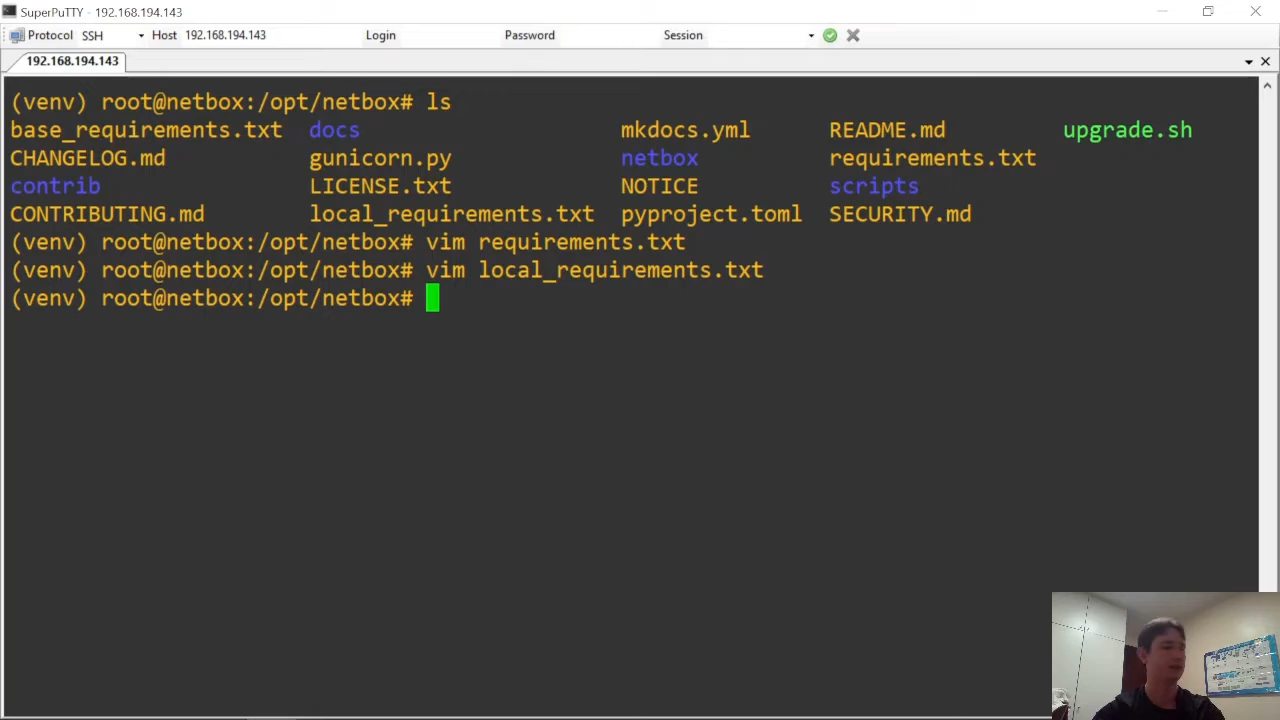 SuperPuTTY - 192.168.194.143
Protocol SSH Host 192.168.194.143 Login Password Session
192.168.194.143
(venv) root@netbox:/opt/netbox# ls
base_requirements.txt docs mkdocs.yml README.md upgrade.sh
CHANGELOG.md gunicorn.py netbox requirements.txt
contrib LICENSE.txt NOTICE scripts
CONTRIBUTING.md local_requirements.txt pyproject.toml SECURITY.md
(venv) root@netbox:/opt/netbox# vim requirements.txt
(venv) root@netbox:/opt/netbox# vim local_requirements.txt
(venv) root@netbox:/opt/netbox#